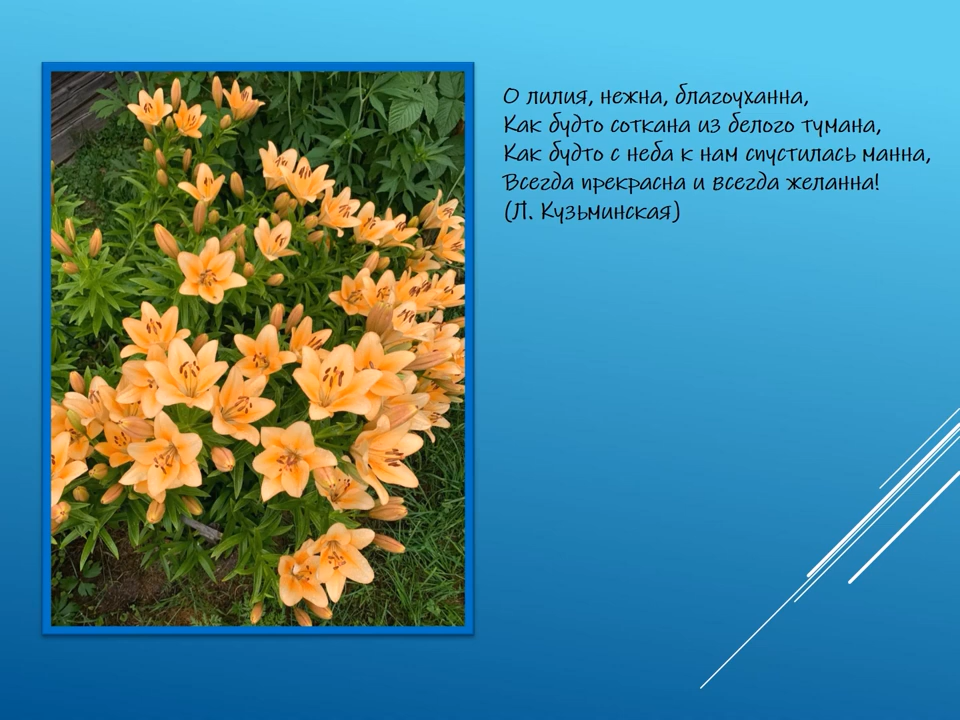 О лилия, нежна, благоуханна,
Как будто соткана из белого тумана,
Как будто с неба к нам спустилась манна,
Всегда прекрасна и всегда желанна!
(Л. Кузьминская)